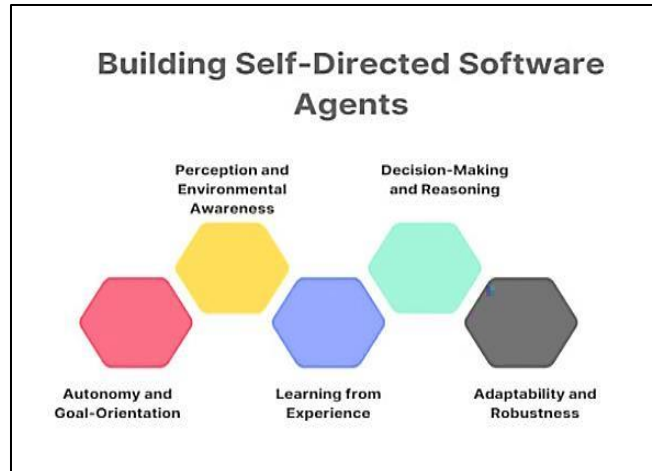 Building Self-Directed Software
Agents
Perception and
Environmental
Awareness
Decision-Making
and Reasoning
Autonomy and
Goal-Orientation
Learning from
Experience
Adaptability and
Robustness